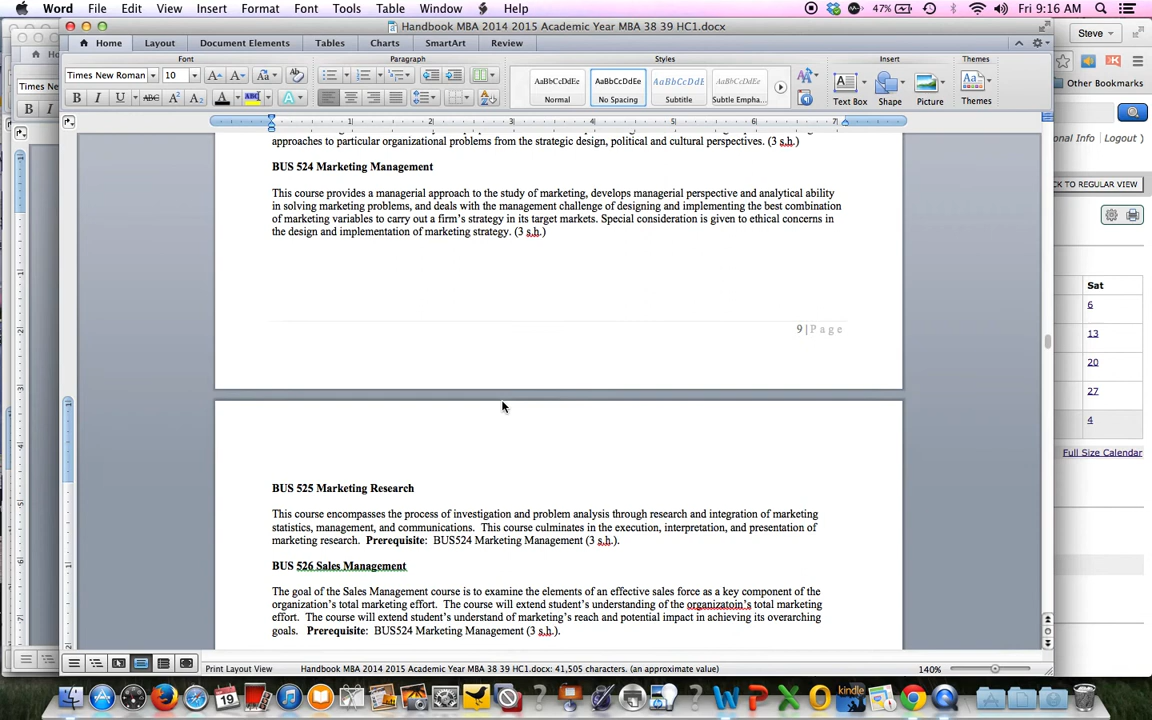 Word File Edit View Insert Format Font Tools Table Window Help 47% Fri 9:16 AM
Handbook MBA 2014 2015 Academic Year MBA 38 39 HC1.docx
Steve
Home Layout Document Elements Tables Charts SmartArt Review
Font Paragraph Styles Insert Themes
Other Bookmarks
Times New Roman 10
AaBbCcDdEe AaBbCcDdEe AaBbCcDdE AaBbCcDdEe
Normal No Spacing Subtitle Subtle Empha...
Text Box Shape Picture Themes
approaches to particular organizational problems from the strategic design, political and cultural perspectives. (3 s.h.)
onal Info Logout )
BUS 524 Marketing Management
CK TO REGULAR VIEW
This course provides a managerial approach to the study of marketing, develops managerial perspective and analytical ability
in solving marketing problems, and deals with the management challenge of designing and implementing the best combination
of marketing variables to carry out a firm's strategy in its target markets. Special consideration is given to ethical concerns in
the design and implementation of marketing strategy. (3 s.h.)
Sat
6
13
20
27
4
Full Size Calendar
9 | Page
BUS 525 Marketing Research
This course encompasses the process of investigation and problem analysis through research and integration of marketing
statistics, management, and communications. This course culminates in the execution, interpretation, and presentation of
marketing research. Prerequisite: BUS524 Marketing Management (3 s.h.).
BUS 526 Sales Management
The goal of the Sales Management course is to examine the elements of an effective sales force as a key component of the
organization's total marketing effort. The course will extend student's understanding of the organizatoin's total marketing
effort. The course will extend student's understand of marketing's reach and potential impact in achieving its overarching
goals. Prerequisite: BUS524 Marketing Management (3 s.h.).
Print Layout View Handbook MBA 2014 2015 Academic Year MBA 38 39 HC1.docx: 41,505 characters. (an approximate value) 140%
kindle